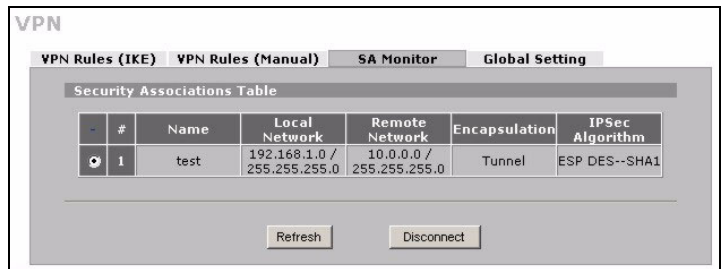 VPN
VPN Rules (IKE) VPN Rules (Manual) SA Monitor Global Setting
Security Associations Table
- # Name Local Network Remote Network Encapsulation IPSec Algorithm
1 test 192.168.1.0 / 255.255.255.0 10.0.0.0 / 255.255.255.0 Tunnel ESP DES--SHA1
Refresh Disconnect